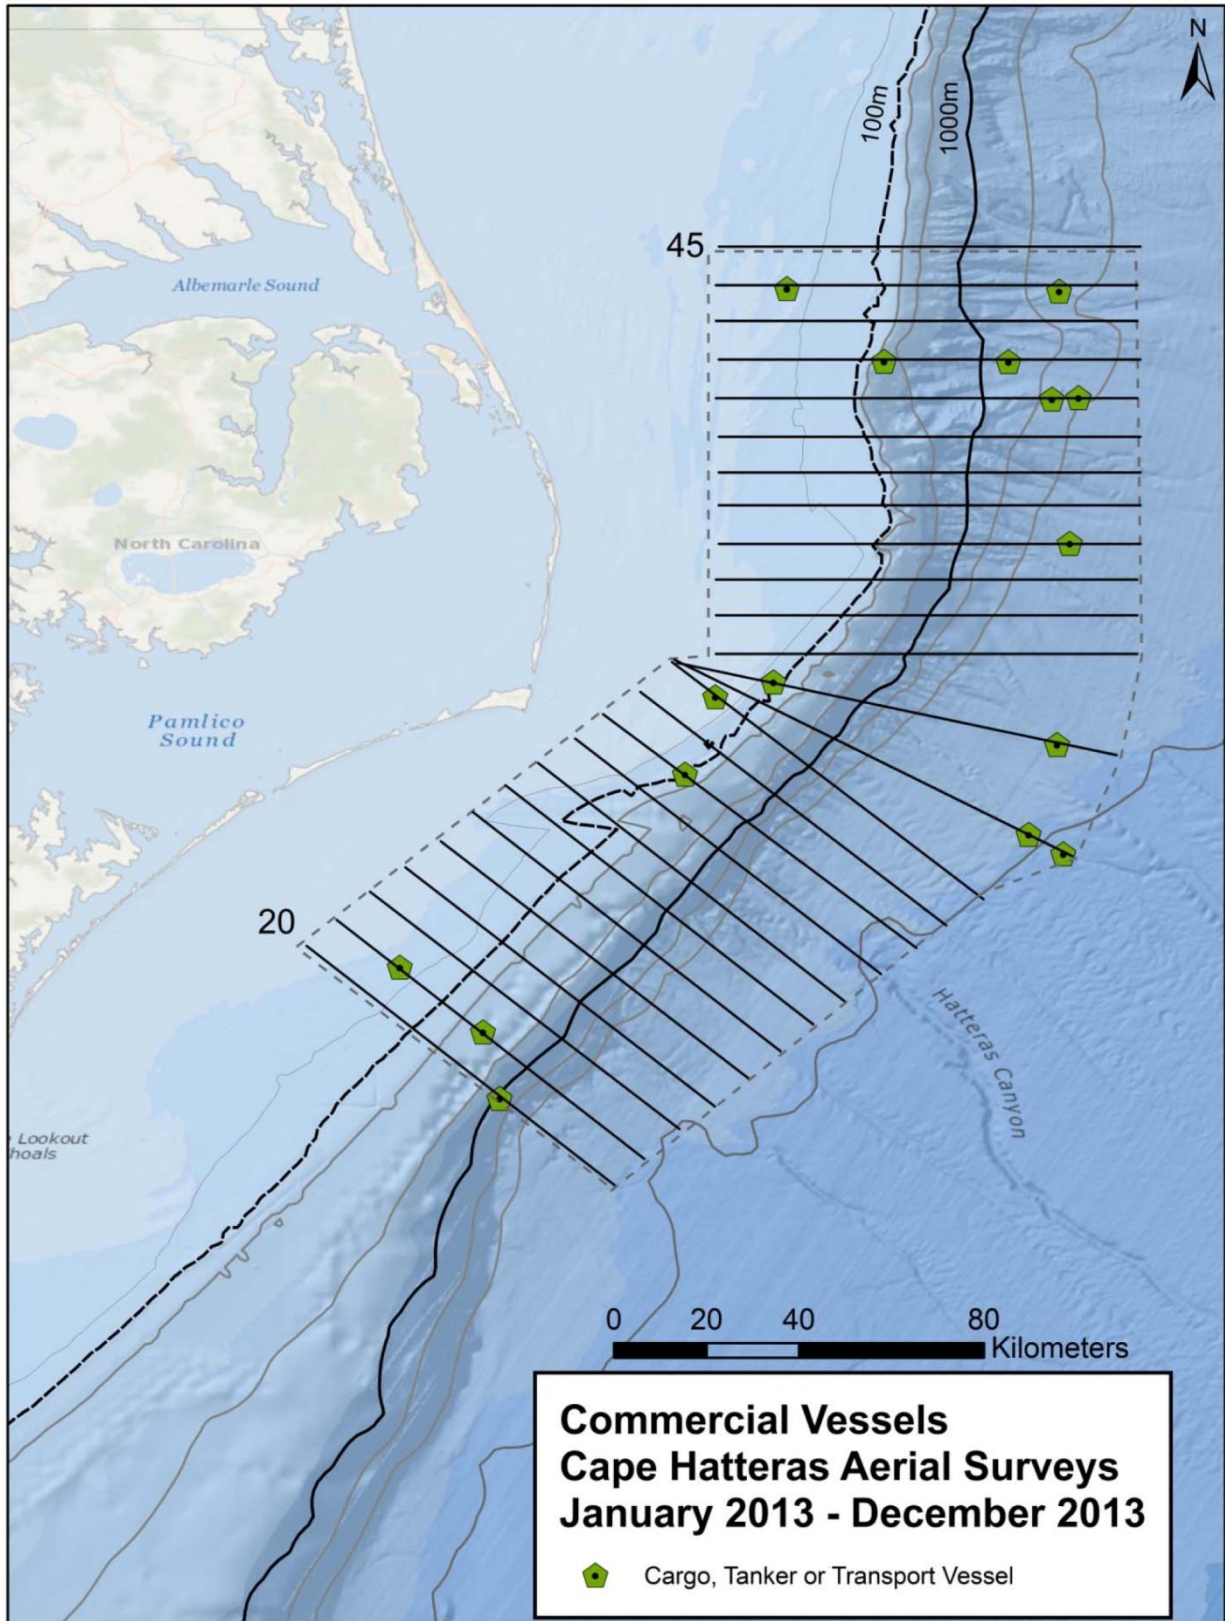 N
100m
1000m
45
Albemarle Sound
North Carolina
Pamlico
Sound
20
Hatteras Canyon
Lookout
hoals
0 20 40 80
Kilometers
Commercial Vessels
Cape Hatteras Aerial Surveys
January 2013 - December 2013
Cargo, Tanker or Transport Vessel